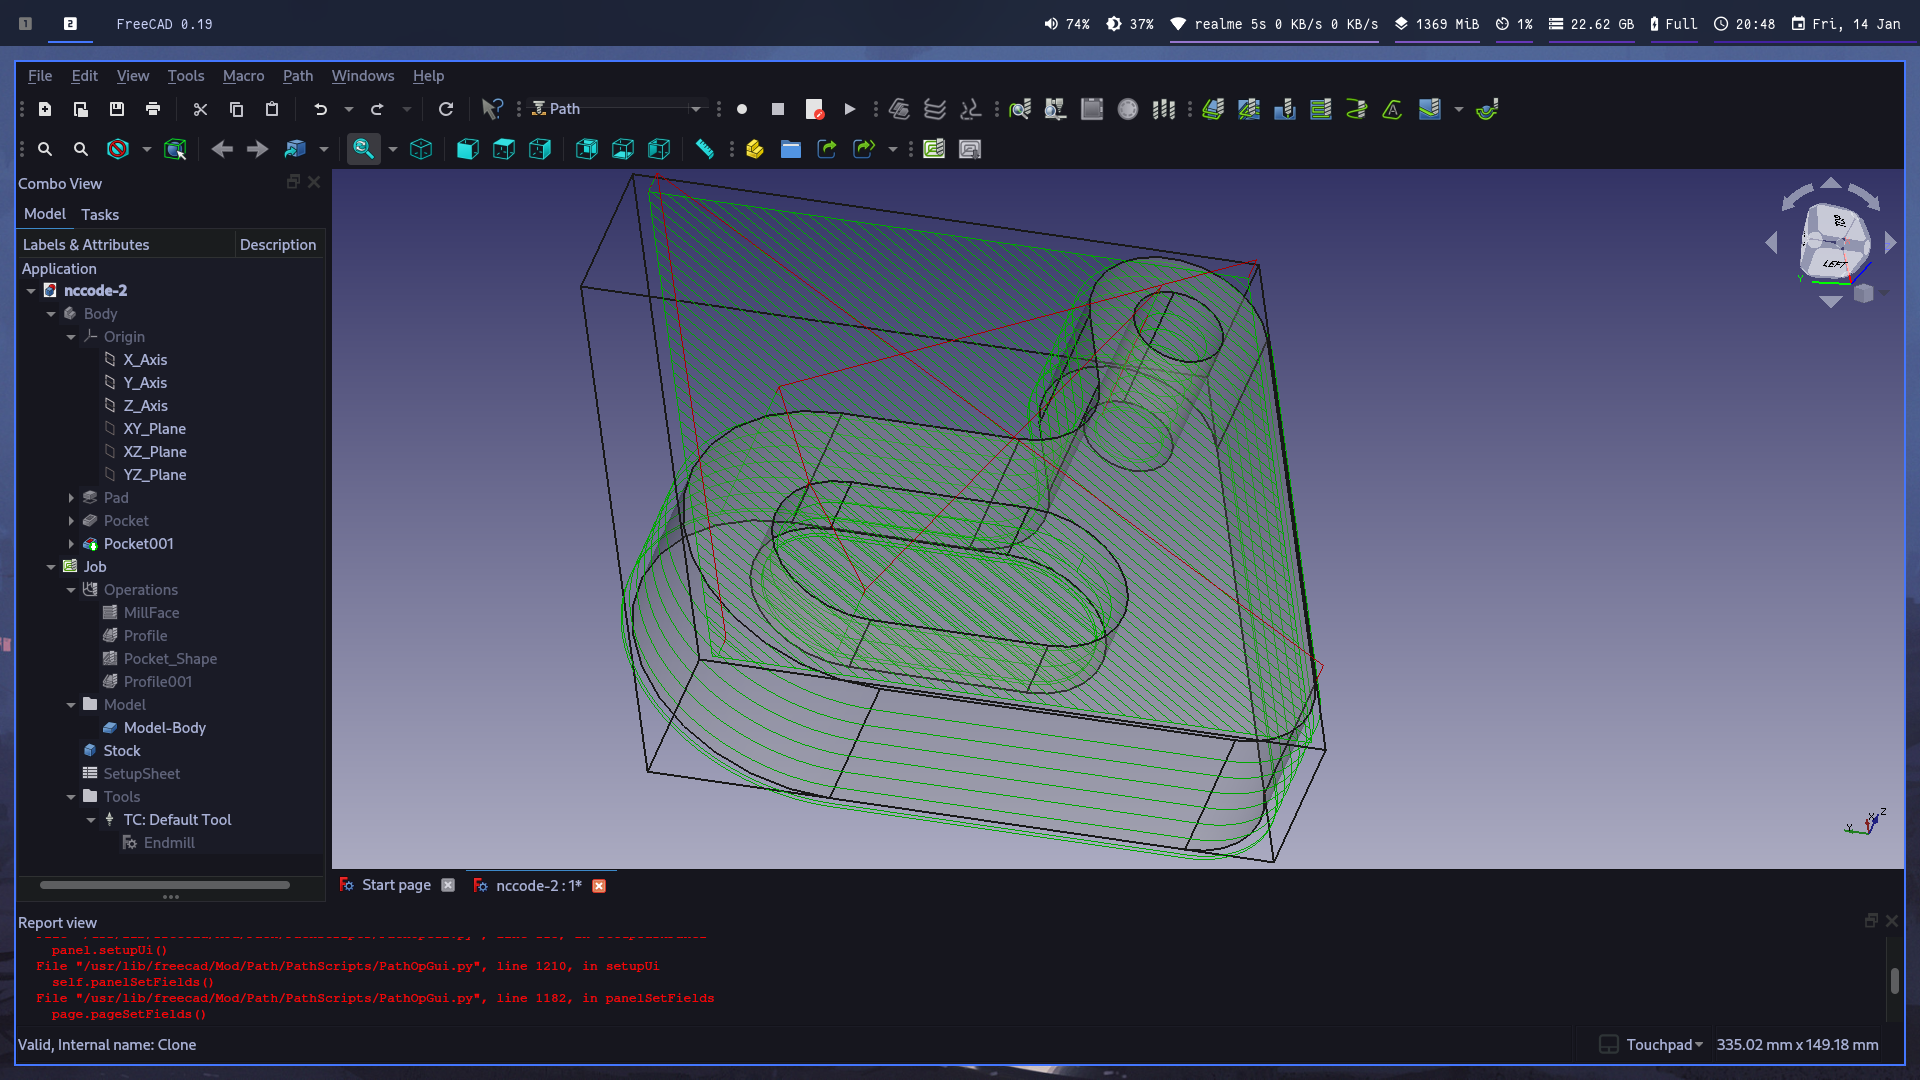 1
2
FreeCAD 0.19
74%
37%
realme 5s 0 KB/s 0 KB/s
1369 MiB
1%
22.62 GB
Full
20:48
Fri, 14 Jan
File Edit View Tools Macro Path Windows Help
Path
Combo View
Model Tasks
Labels & Attributes Description
Application
nccode-2
Body
Origin
X_Axis
Y_Axis
Z_Axis
XY_Plane
XZ_Plane
YZ_Plane
Pad
Pocket
Pocket001
Job
Operations
MillFace
Profile
Pocket_Shape
Profile001
Model
Model-Body
Stock
SetupSheet
Tools
TC: Default Tool
Endmill
LEFT
Y
Z
X
Y
Start page
nccode-2 : 1*
Report view
panel.setupUi()
File "/usr/lib/freecad/Mod/Path/PathScripts/PathOpGui.py", line 1210, in setupUi
self.panelSetFields()
File "/usr/lib/freecad/Mod/Path/PathScripts/PathOpGui.py", line 1182, in panelSetFields
page.pageSetFields()
Valid, Internal name: Clone
Touchpad
335.02 mm x 149.18 mm